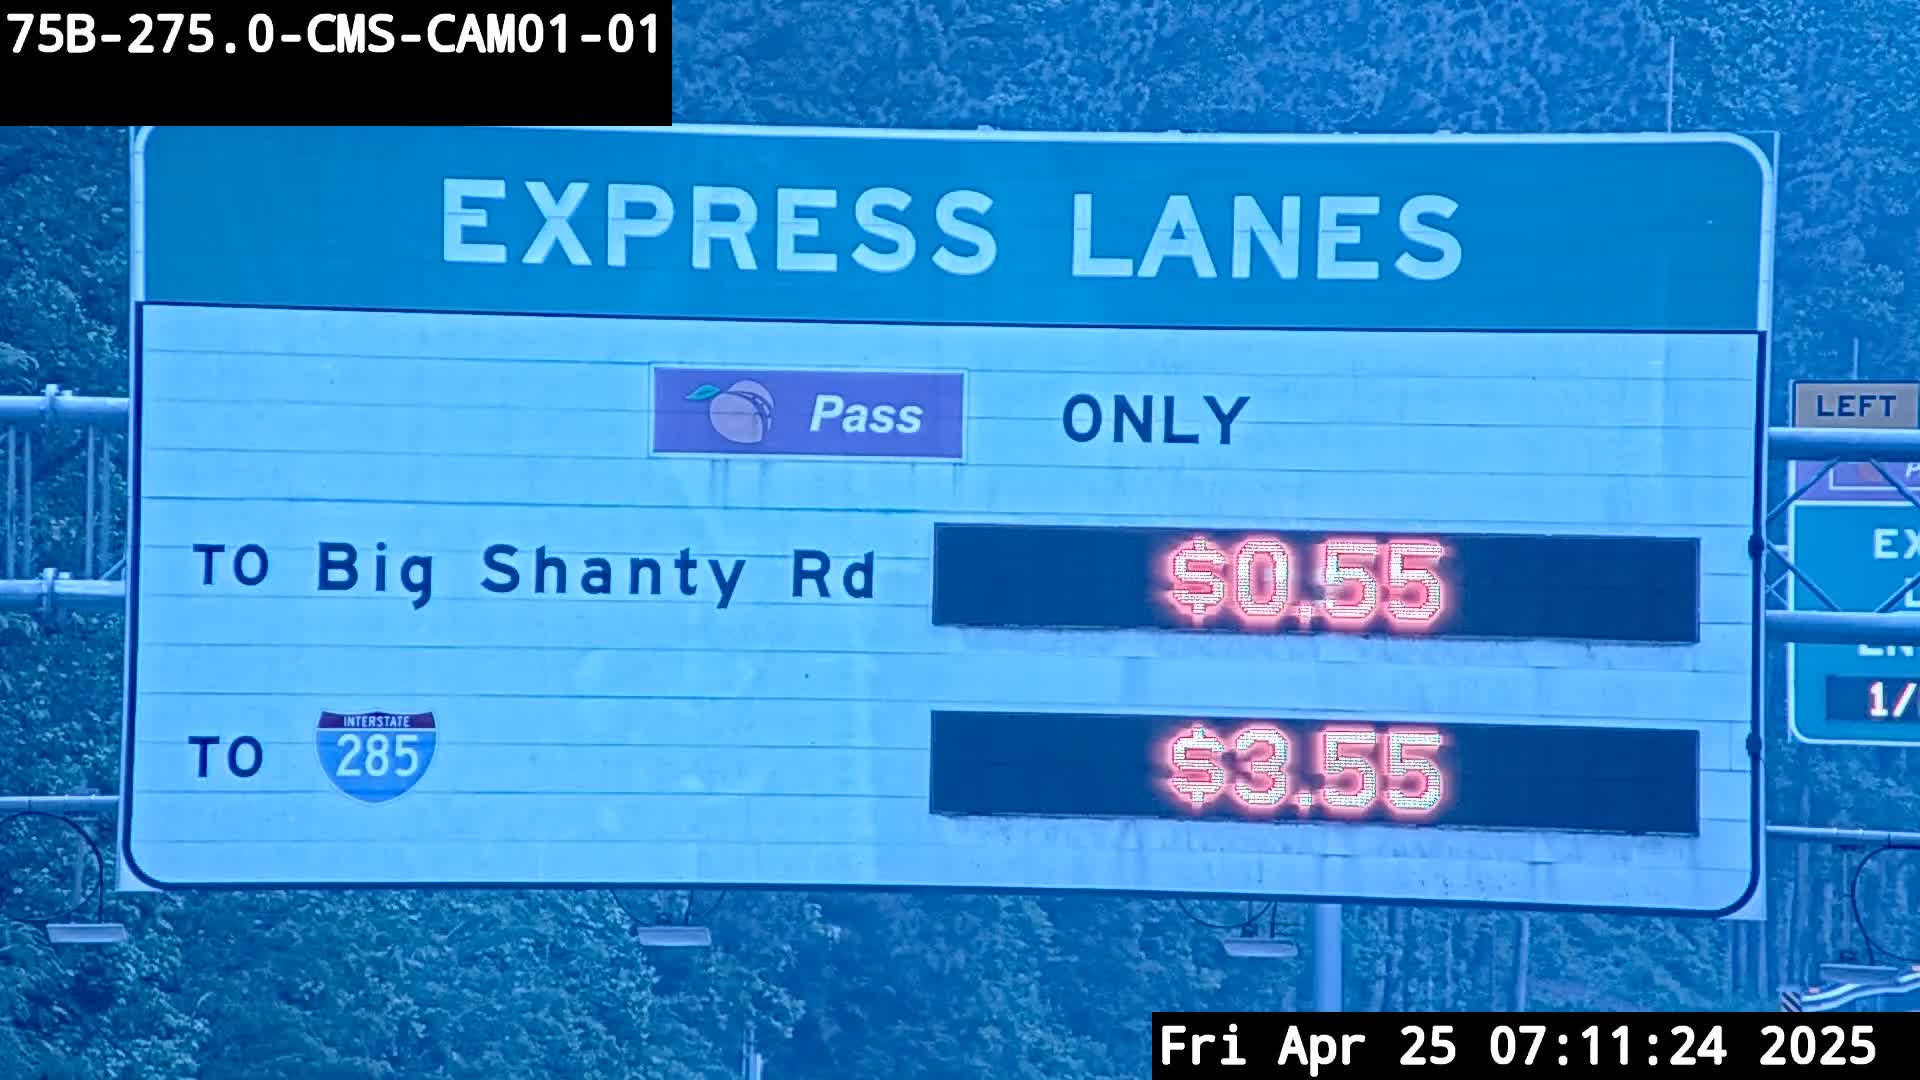 75B-275.0-CMS-CAM01-01
EXPRESS LANES
Pass ONLY
TO Big Shanty Rd $0.55
TO INTERSTATE 285 $3.55
LEFT
Fri Apr 25 07:11:24 2025